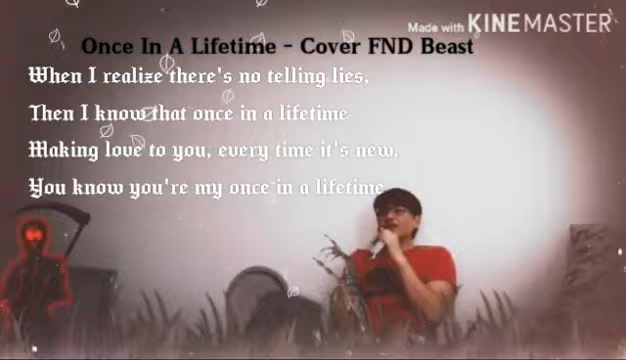 Made with KINEMASTER
Once In A Lifetime - Cover FND Beast
When I realize there's no telling lies,
Then I know that once in a lifetime
Making love to you, every time it's new,
You know you're my once in a lifetime